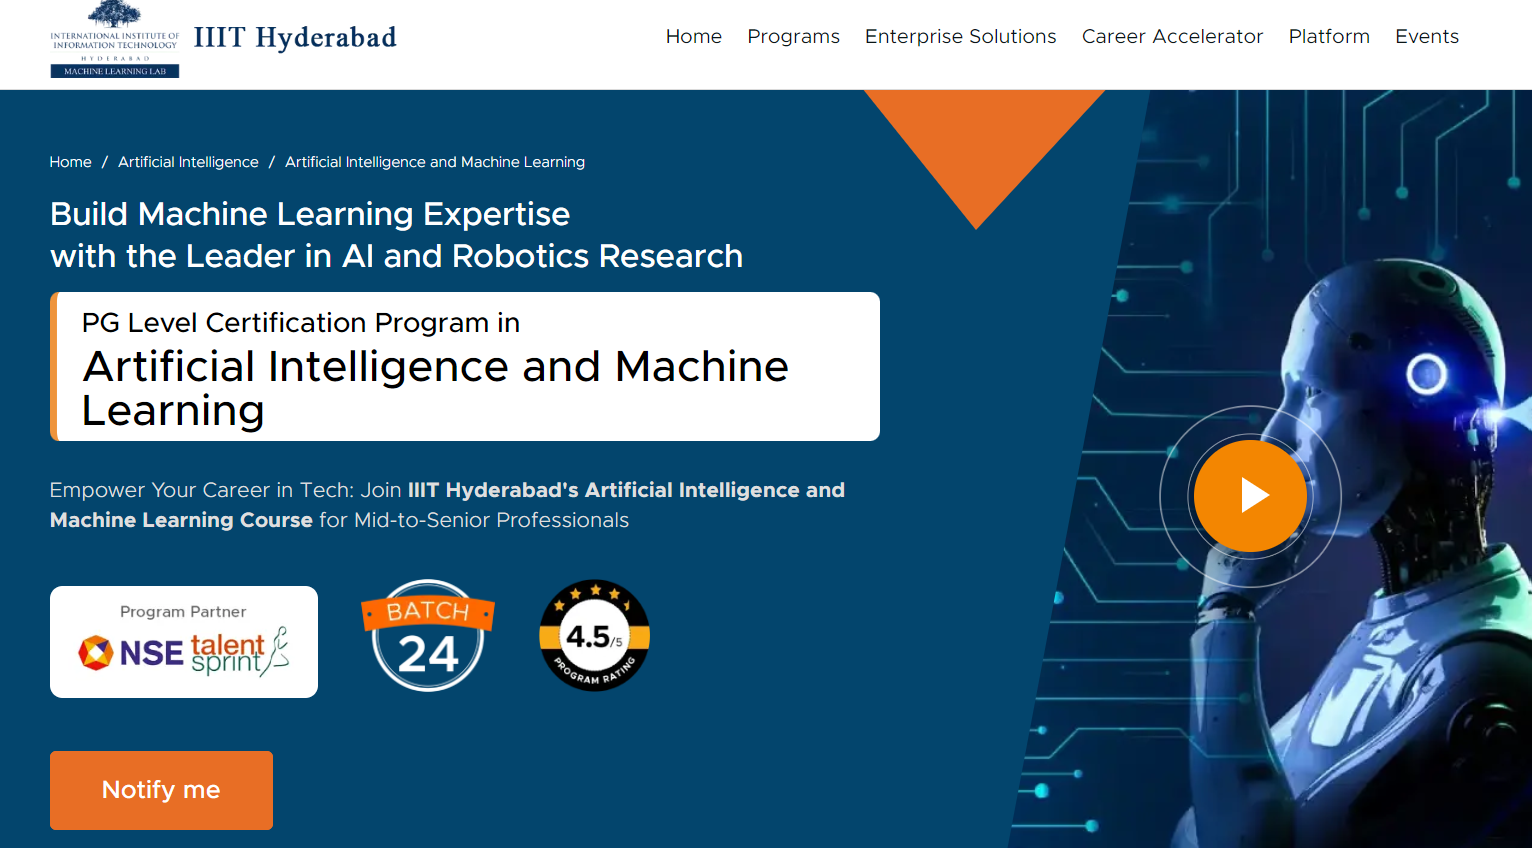 INTERNATIONAL INSTITUTE OF
INFORMATION TECHNOLOGY
HYDERABAD
MACHINE LEARNING LAB
IIIT Hyderabad
Home Programs Enterprise Solutions Career Accelerator Platform Events
Home / Artificial Intelligence / Artificial Intelligence and Machine Learning
Build Machine Learning Expertise
with the Leader in AI and Robotics Research
PG Level Certification Program in
Artificial Intelligence and Machine
Learning
Empower Your Career in Tech: Join IIIT Hyderabad's Artificial Intelligence and
Machine Learning Course for Mid-to-Senior Professionals
Program Partner
NSE talent
sprint
BATCH
24
4.5/5
PROGRAM RATING
Notify me